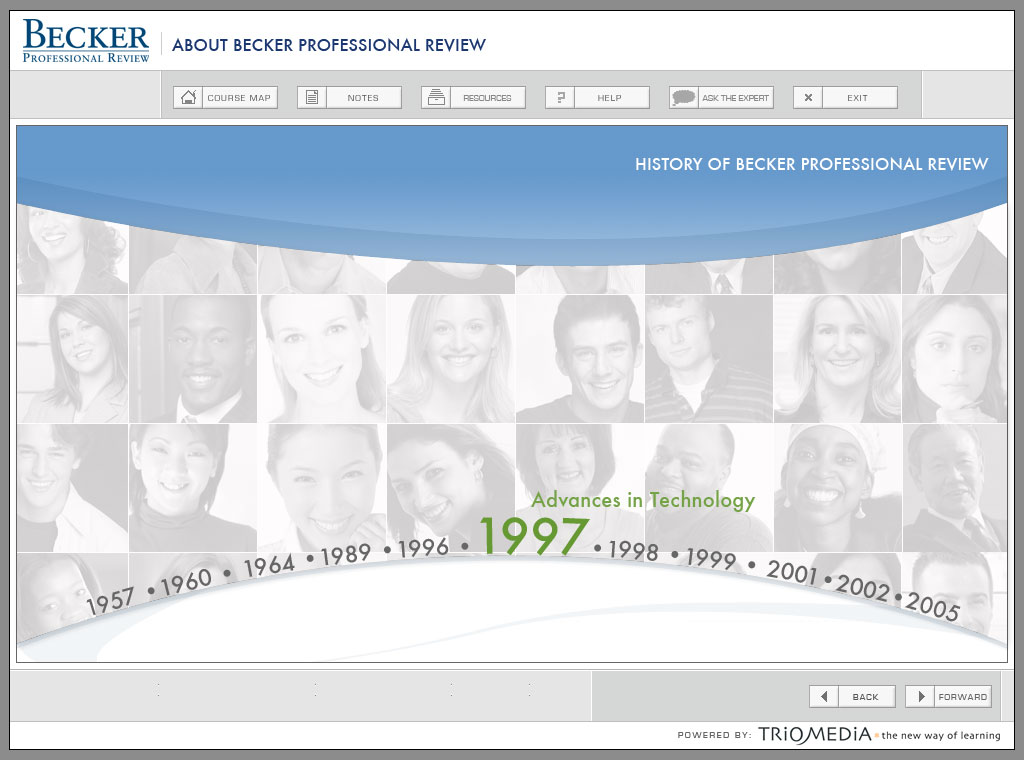 BECKER
PROFESSIONAL REVIEW
ABOUT BECKER PROFESSIONAL REVIEW
COURSE MAP
NOTES
RESOURCES
? HELP
ASK THE EXPERT
× EXIT
HISTORY OF BECKER PROFESSIONAL REVIEW
Advances in Technology
1957 • 1960 • 1964 • 1989 • 1996 • 1997 • 1998 • 1999 • 2001 • 2002 • 2005
BACK
FORWARD
POWERED BY: TRiOMEDiA • the new way of learning